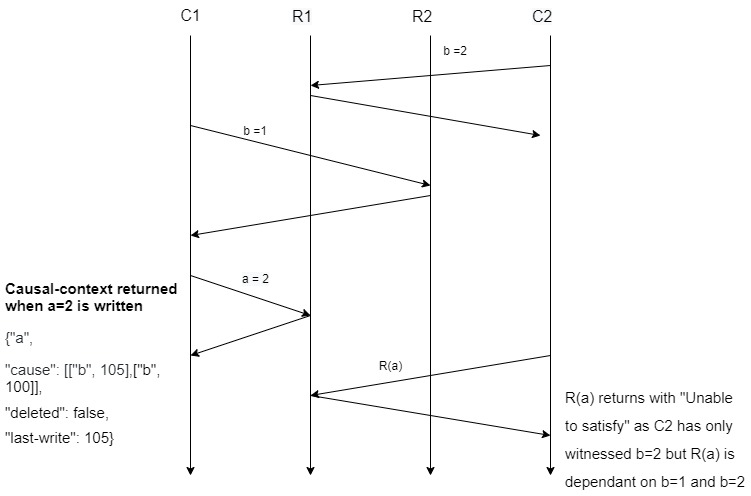 C1
R1
R2
C2
b =2
b =1
a = 2
Causal-context returned
when a=2 is written
{"a",
"cause": [["b", 105],["b",
100]],
"deleted": false,
"last-write": 105}
R(a)
R(a) returns with "Unable
to satisfy" as C2 has only
witnessed b=2 but R(a) is
dependant on b=1 and b=2